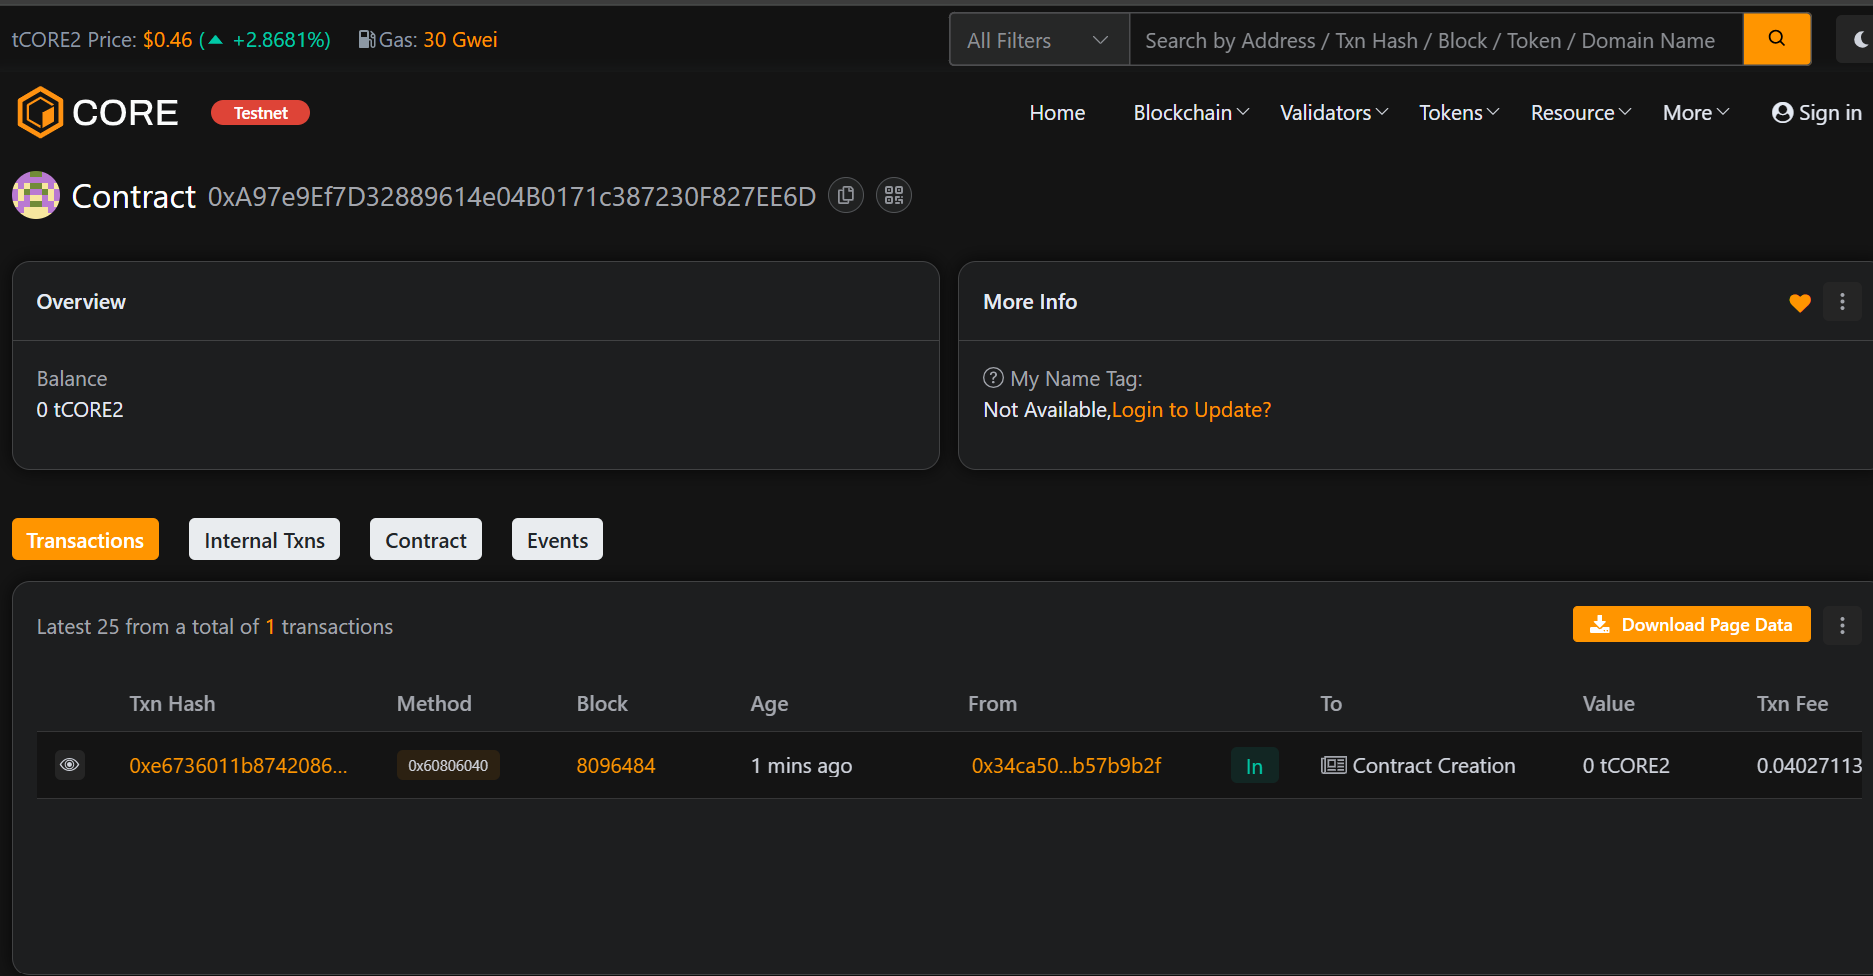 tCORE2 Price: $0.46 (▲ +2.8681%) Gas: 30 Gwei
All Filters Search by Address / Txn Hash / Block / Token / Domain Name
CORE Testnet Home Blockchain Validators Tokens Resource More Sign in
Contract 0xA97e9Ef7D32889614e04B0171c387230F827EE6D
Overview
Balance
0 tCORE2
More Info
My Name Tag:
Not Available,Login to Update?
Transactions Internal Txns Contract Events
Latest 25 from a total of 1 transactions
Download Page Data
Txn Hash Method Block Age From To Value Txn Fee
0xe6736011b8742086... 0x60806040 8096484 1 mins ago 0x34ca50...b57b9b2f In Contract Creation 0 tCORE2 0.04027113